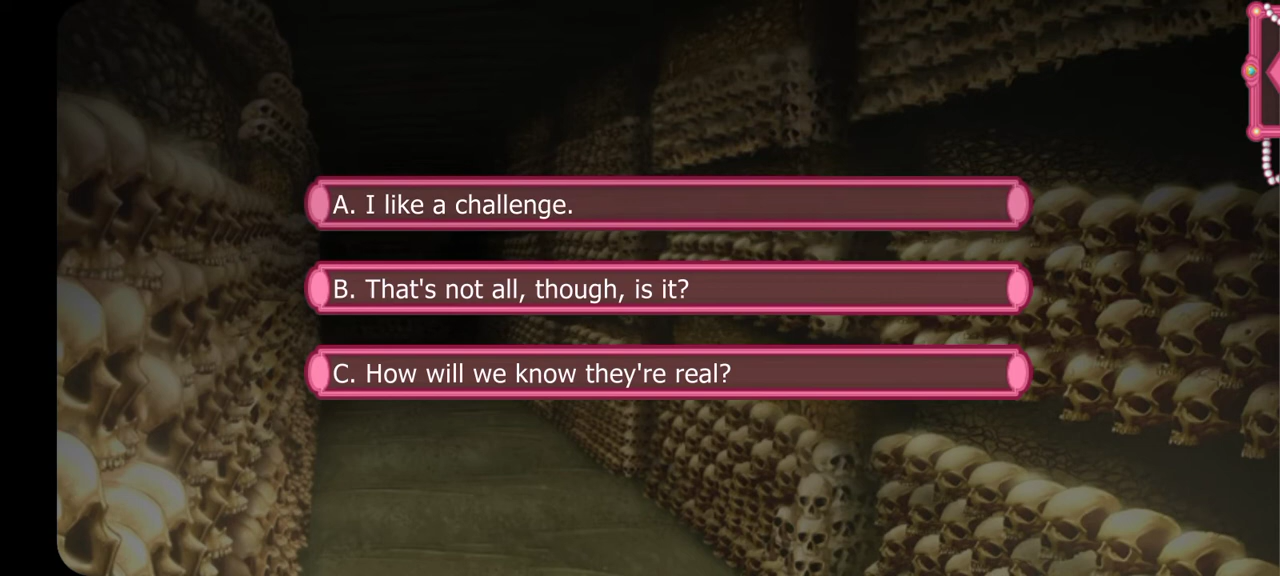 A. I like a challenge.
B. That's not all, though, is it?
C. How will we know they're real?